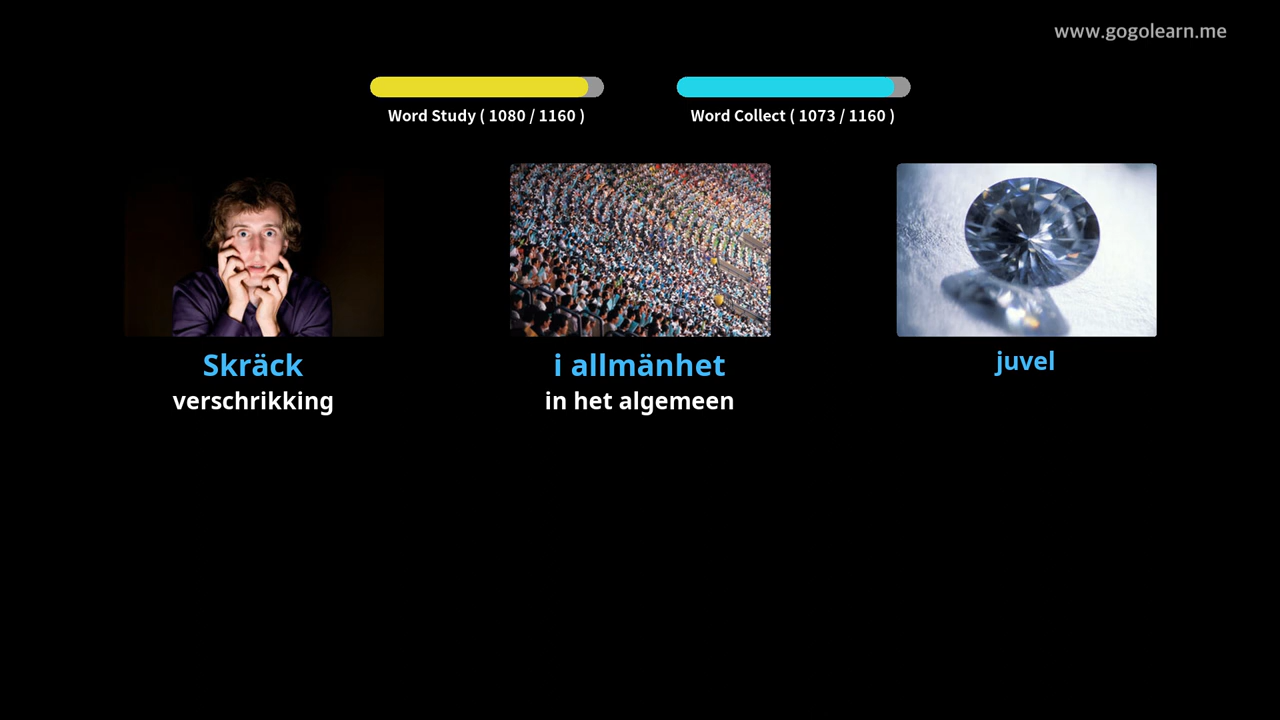 www.gogolearn.me
Word Study ( 1080 / 1160 )
Word Collect ( 1073 / 1160 )
Skräck
i allmänhet
juvel
verschrikking
in het algemeen